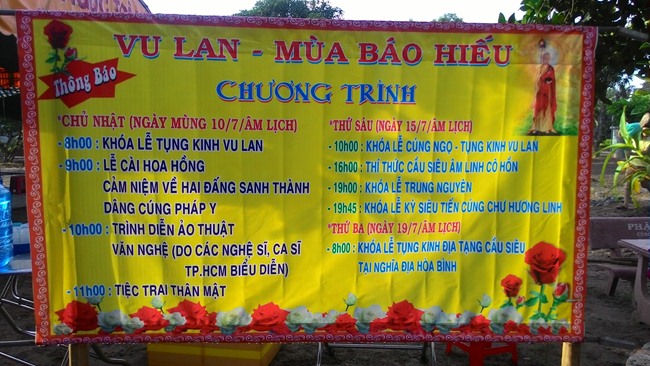 VU LAN - MÙA BÁO HIẾU
Thông Báo
CHƯƠNG TRÌNH
*CHỦ NHẬT (NGÀY MÙNG 10/7/ÂM LỊCH)
- 8h00 : KHÓA LỄ TỤNG KINH VU LAN
- 9h00 : LỄ CÀI HOA HỒNG
CẢM NIỆM VỀ HAI ĐẤNG SANH THÀNH
DÂNG CÚNG PHÁP Y
- 10h00 : TRÌNH DIỄN ẢO THUẬT
VĂN NGHỆ (DO CÁC NGHỆ SĨ, CA SĨ
TP.HCM BIỂU DIỄN)
- 11h00 : TIỆC TRAI THÂN MẬT
*THỨ SÁU (NGÀY 15/7/ÂM LỊCH)
- 10h00 : KHÓA LỄ CÚNG NGỌ - TỤNG KINH VU LAN
- 16h00 : THÍ THỰC CẦU SIÊU ÂM LINH CÔ HỒN
- 19h00 : KHÓA LỄ TRUNG NGUYÊN
- 19h45 : KHÓA LỄ KỲ SIÊU TIẾN CÚNG CHƯ HƯƠNG LINH
*THỨ BA (NGÀY 19/7/ÂM LỊCH)
- 8h00 : KHÓA LỄ TỤNG KINH ĐỊA TẠNG CẦU SIÊU
TẠI NGHĨA ĐỊA HÒA BÌNH